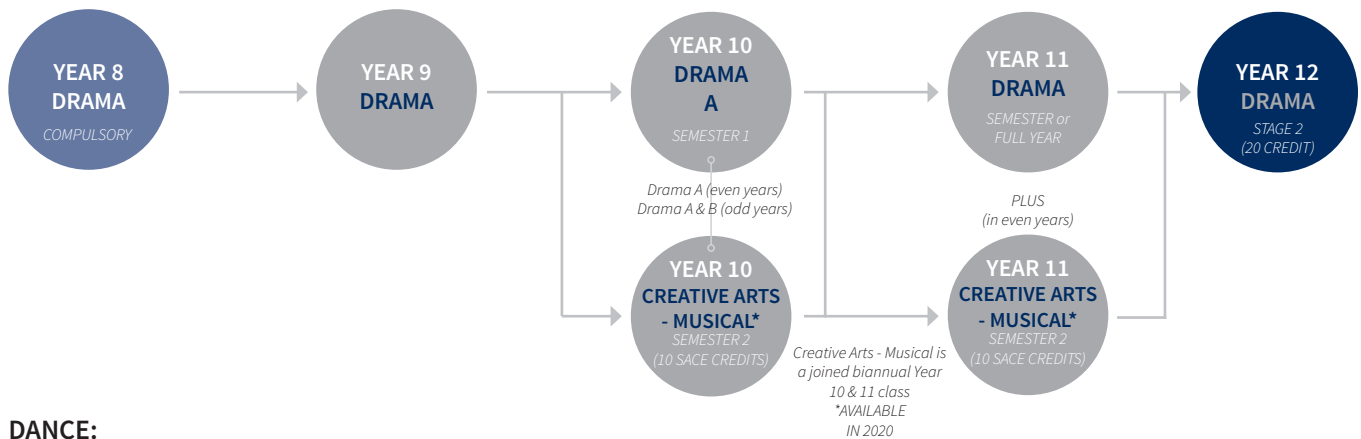 YEAR 8
DRAMA
COMPULSORY
YEAR 9
DRAMA
YEAR 10
DRAMA
A
SEMESTER 1
Drama A (even years)
Drama A & B (odd years)
YEAR 10
CREATIVE ARTS
- MUSICAL*
SEMESTER 2
(10 SACE CREDITS)
YEAR 11
DRAMA
SEMESTER or
FULL YEAR
PLUS
(in even years)
YEAR 11
CREATIVE ARTS
- MUSICAL*
SEMESTER 2
(10 SACE CREDITS)
Creative Arts - Musical is
a joined biannual Year
10 & 11 class
*AVAILABLE
IN 2020
YEAR 12
DRAMA
STAGE 2
(20 CREDIT)
DANCE: